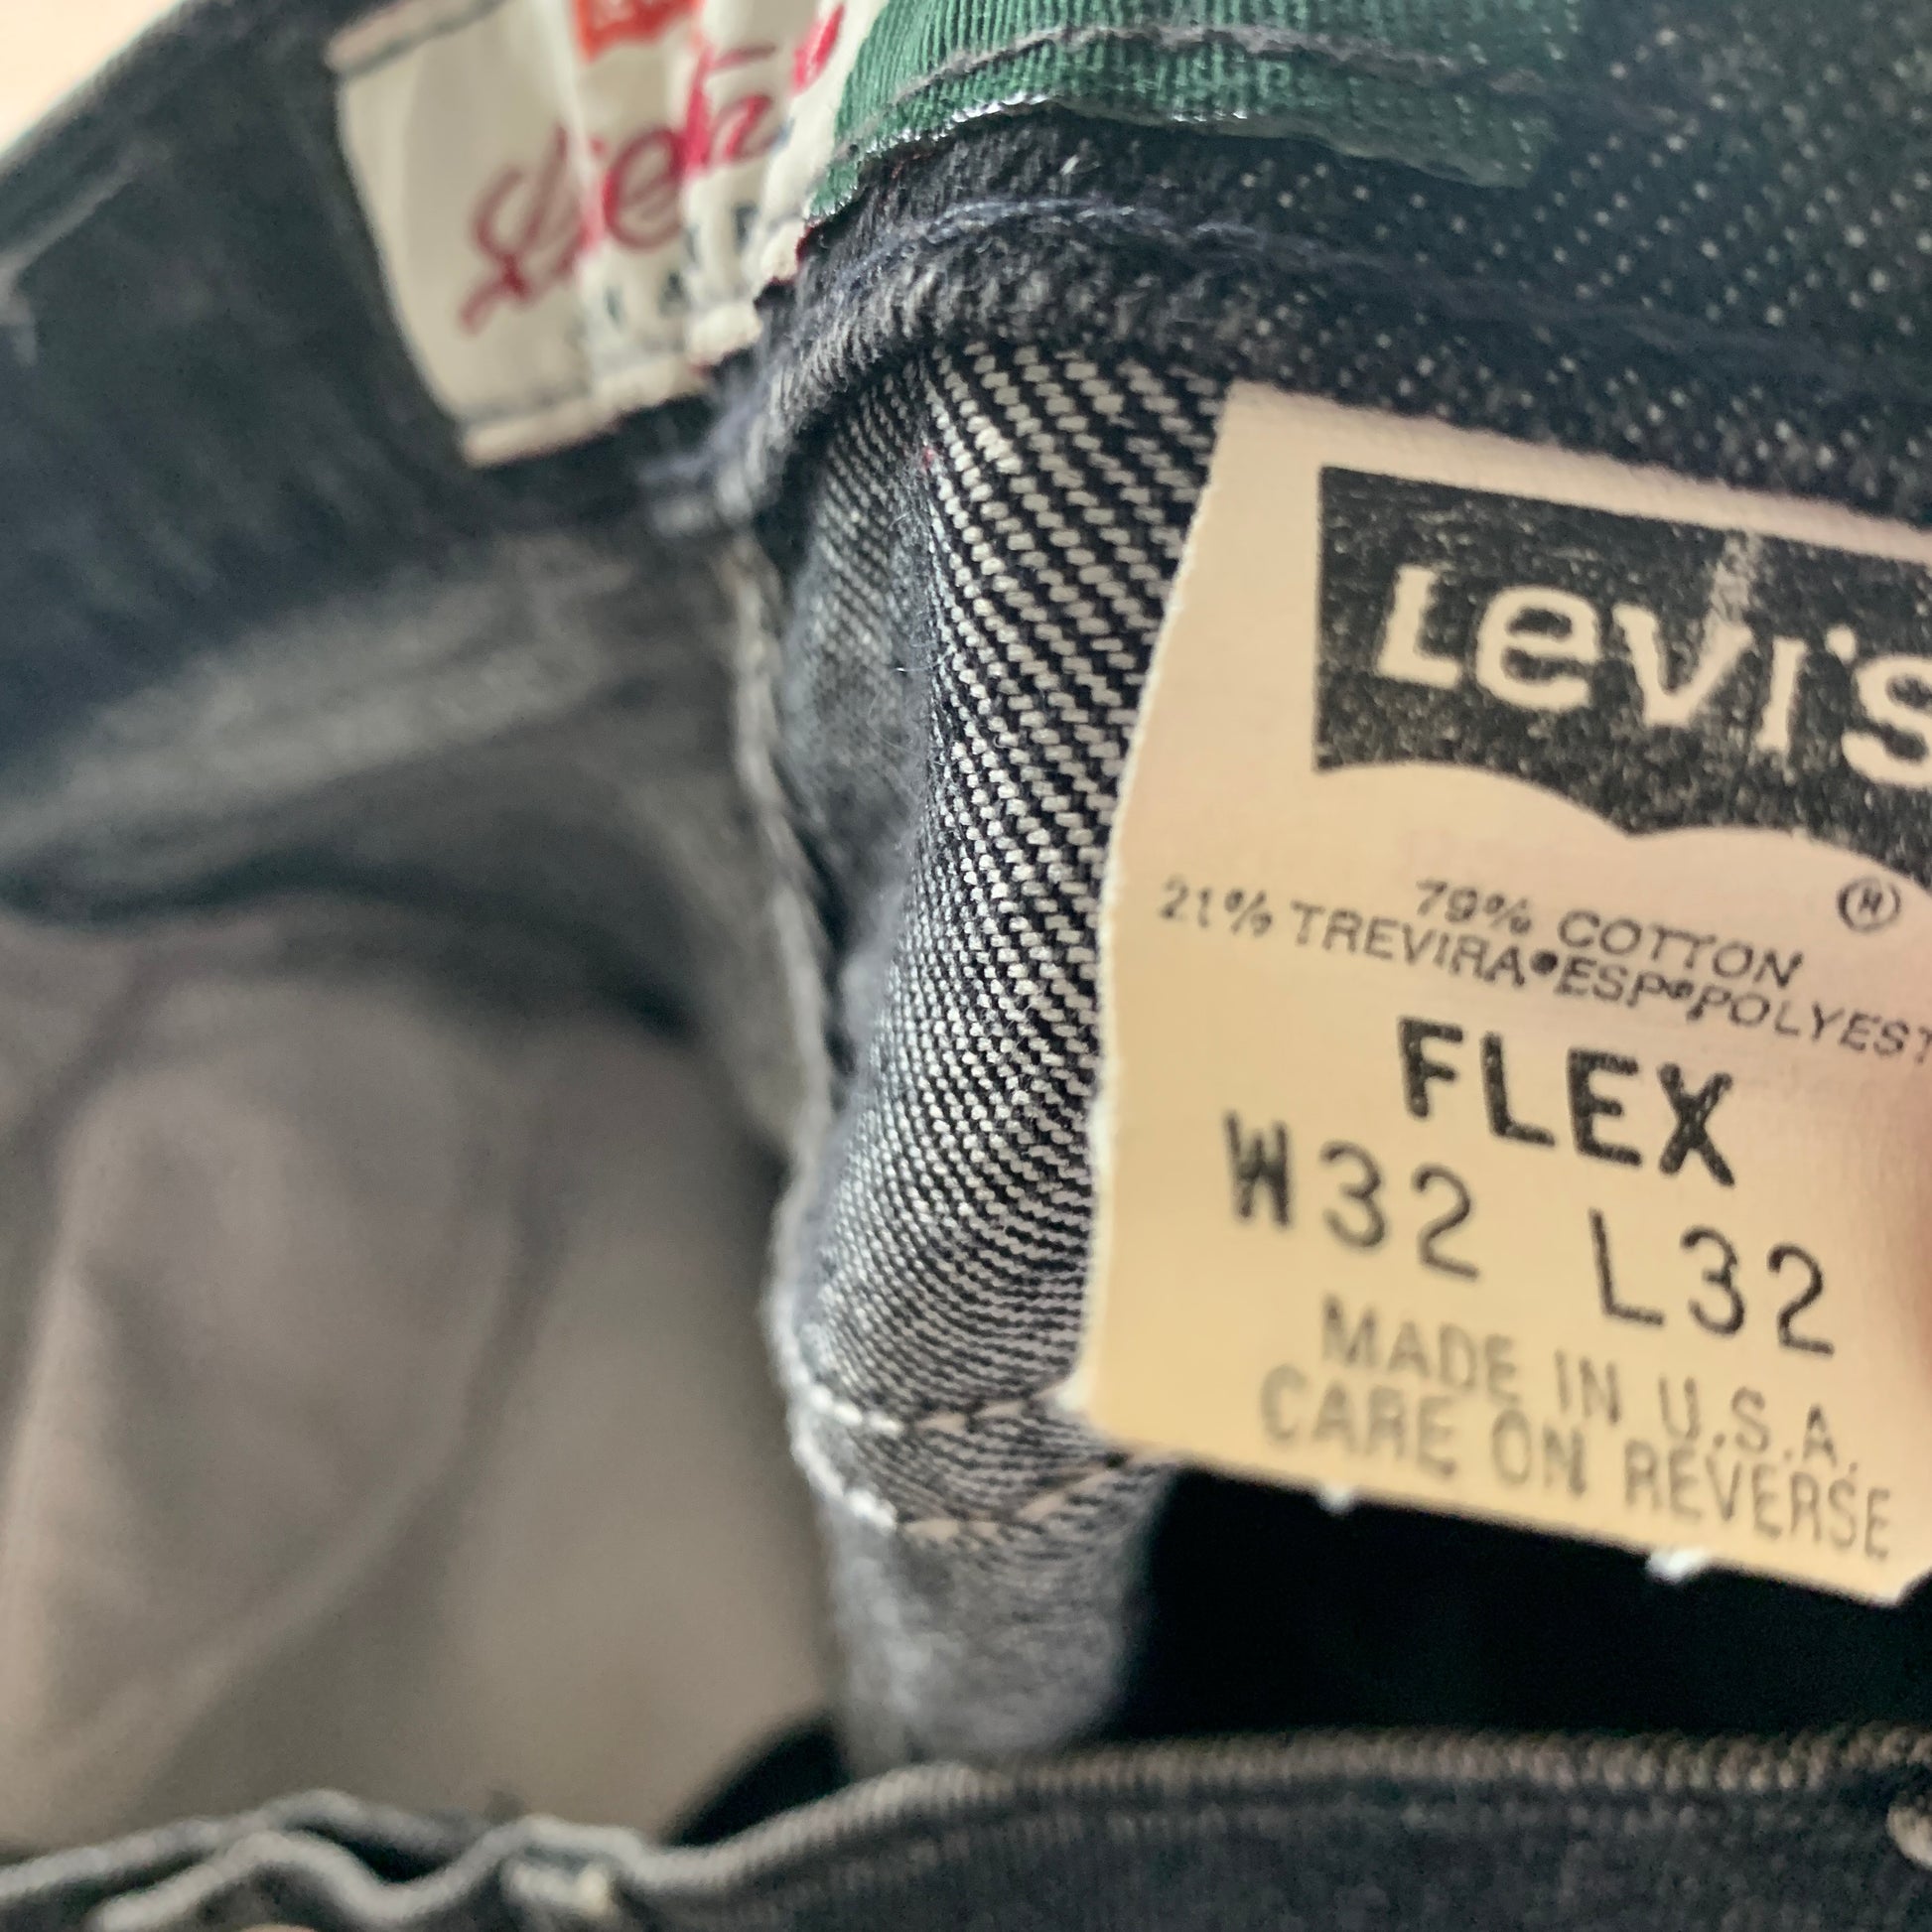 Levi's
®
79% COTTON
21% TREVIRA®ESP®POLYEST
FLEX
W32 L32
MADE IN U.S.A.
CARE ON REVERSE